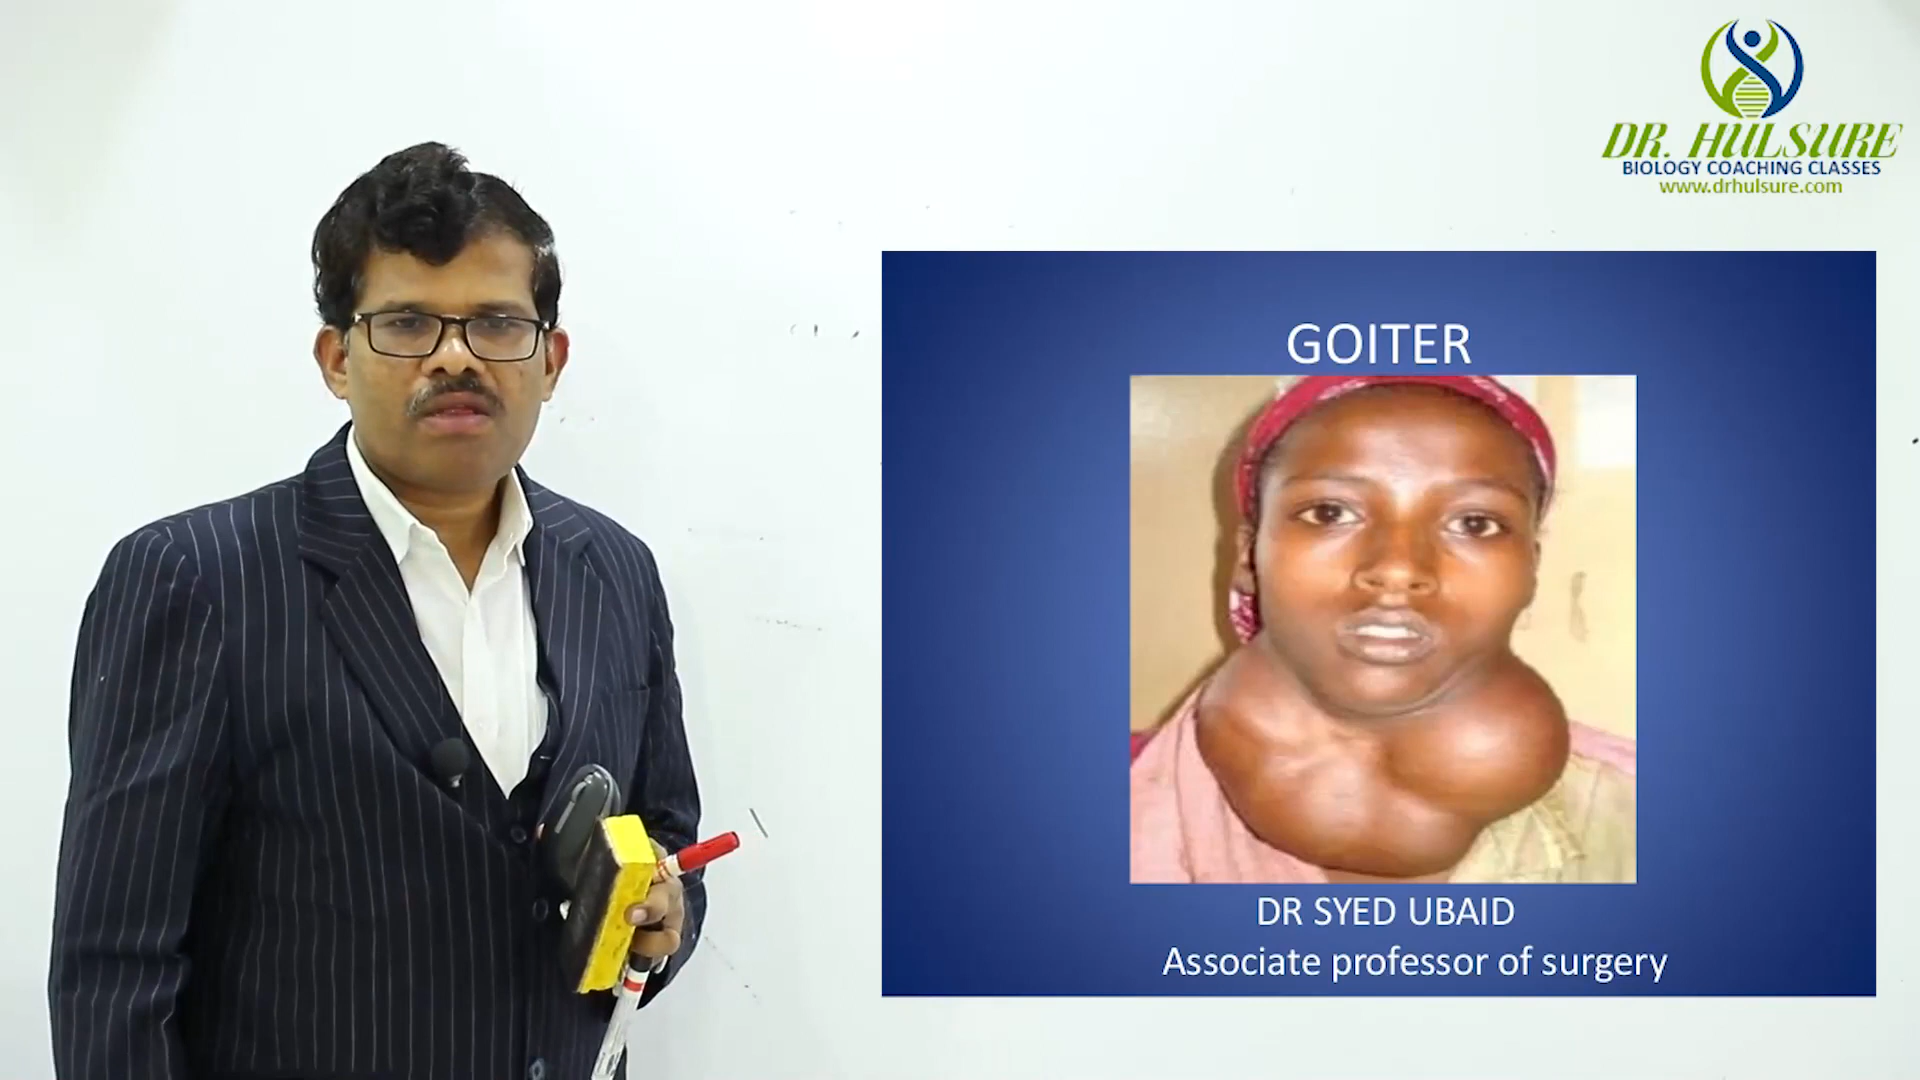 DR. HULSURE
BIOLOGY COACHING CLASSES
www.drhulsure.com
GOITER
DR SYED UBAID
Associate professor of surgery